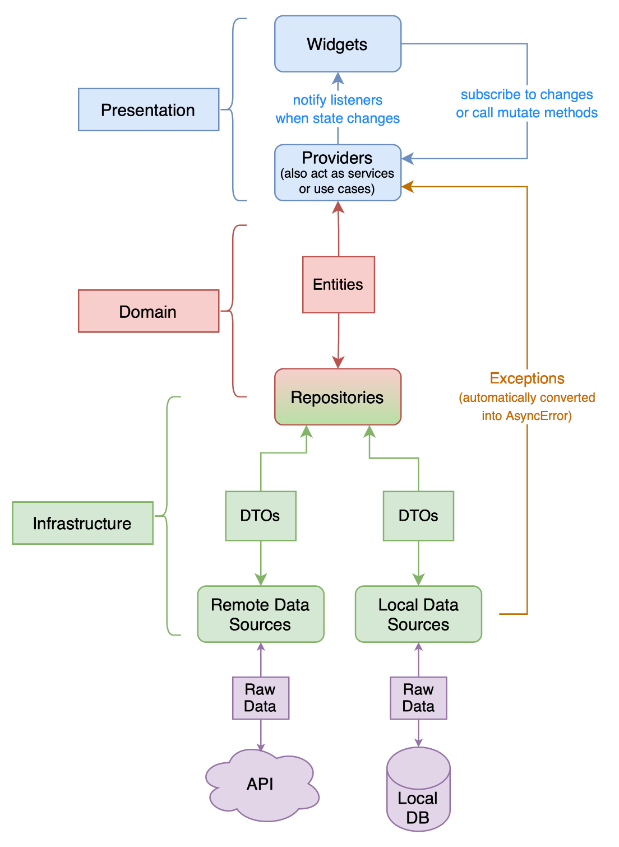 Widgets
Presentation
notify listeners
when state changes
subscribe to changes
or call mutate methods
Providers
(also act as services
or use cases)
Entities
Domain
Repositories
Exceptions
(automatically converted
into AsyncError)
Infrastructure
DTOs
DTOs
Remote Data
Sources
Local Data
Sources
Raw
Data
Raw
Data
API
Local
DB